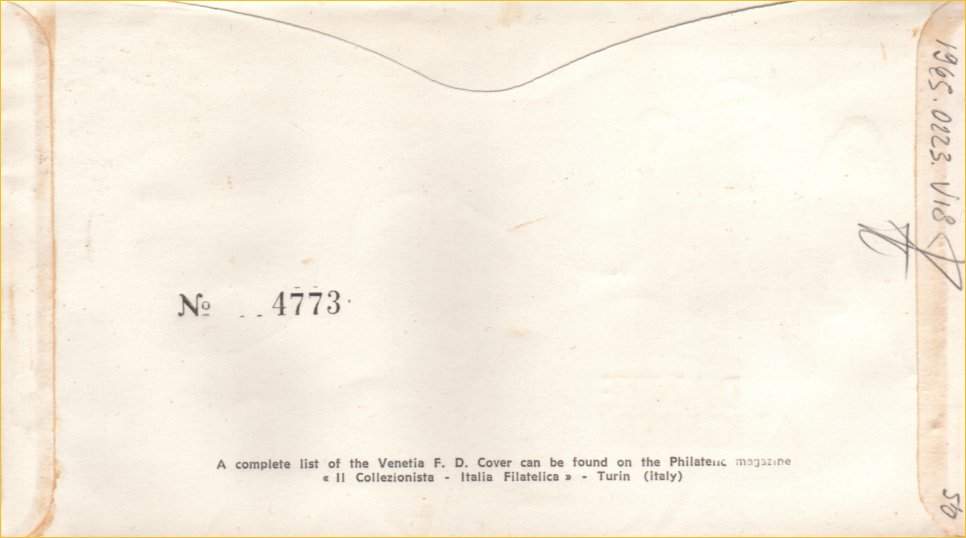 1965.0223.V18
No 4773
A complete list of the Venetia F. D. Cover can be found on the Philatelic magazine
« Il Collezionista - Italia Filatelica » - Turin (Italy)